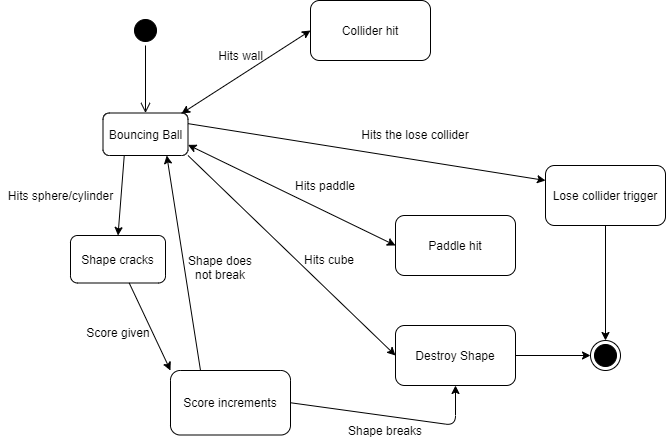 Collider hit
Hits wall
Bouncing Ball
Hits the lose collider
Hits paddle
Hits sphere/cylinder
Lose collider trigger
Paddle hit
Shape cracks
Shape does
not break
Hits cube
Score given
Destroy Shape
Score increments
Shape breaks